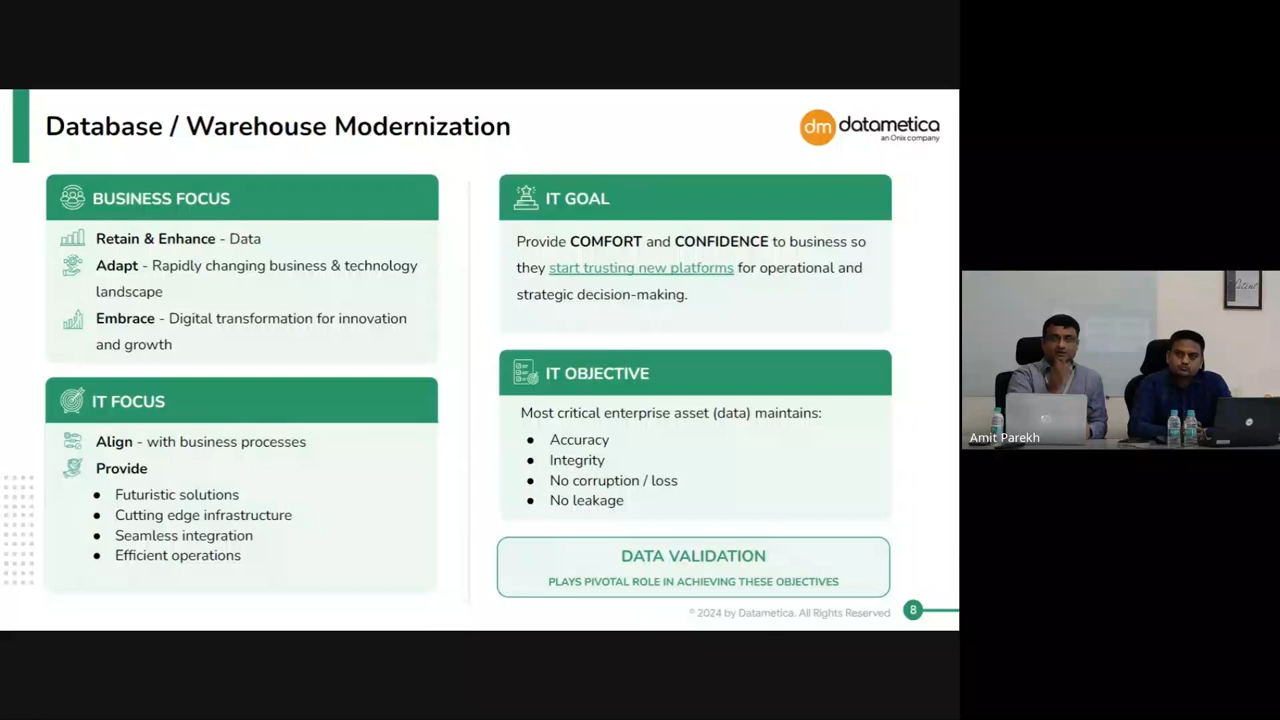 Database / Warehouse Modernization
dm datametica
an Onix company
BUSINESS FOCUS
Retain & Enhance - Data
Adapt - Rapidly changing business & technology
landscape
Embrace - Digital transformation for innovation
and growth
IT FOCUS
Align - with business processes
Provide
● Futuristic solutions
● Cutting edge infrastructure
● Seamless integration
● Efficient operations
IT GOAL
Provide COMFORT and CONFIDENCE to business so
they start trusting new platforms for operational and
strategic decision-making.
IT OBJECTIVE
Most critical enterprise asset (data) maintains:
● Accuracy
● Integrity
● No corruption / loss
● No leakage
DATA VALIDATION
PLAYS PIVOTAL ROLE IN ACHIEVING THESE OBJECTIVES
© 2024 by Datametica. All Rights Reserved
8
Amit Parekh